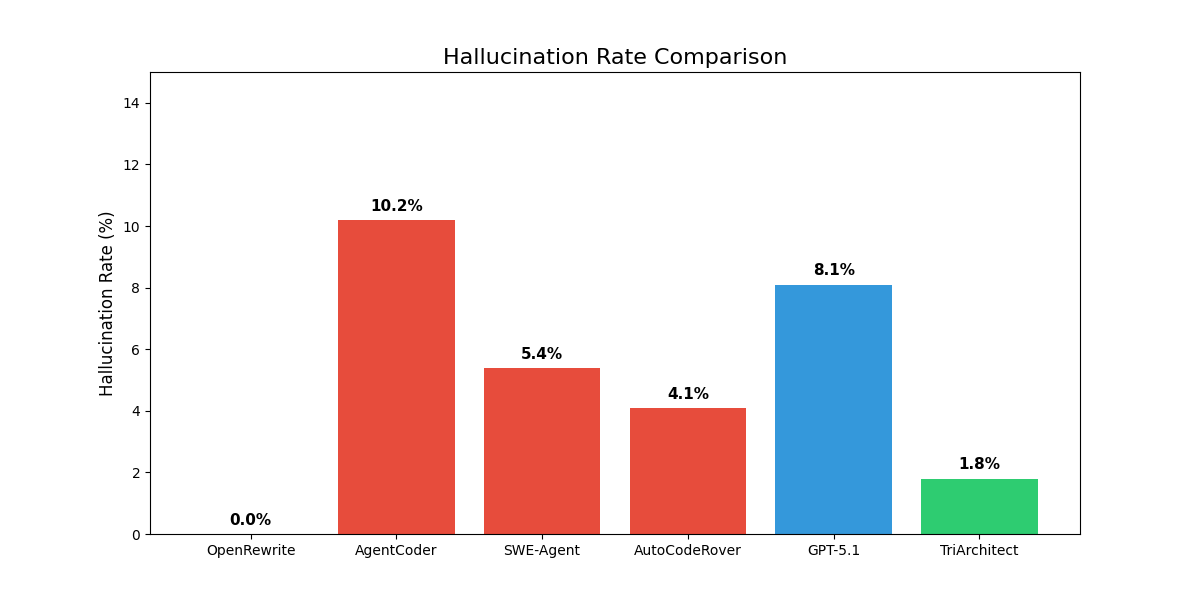 Hallucination Rate Comparison
Hallucination Rate (%)
14
12
10
8
6
4
2
0
0.0%
10.2%
5.4%
4.1%
8.1%
1.8%
OpenRewrite
AgentCoder
SWE-Agent
AutoCodeRover
GPT-5.1
TriArchitect